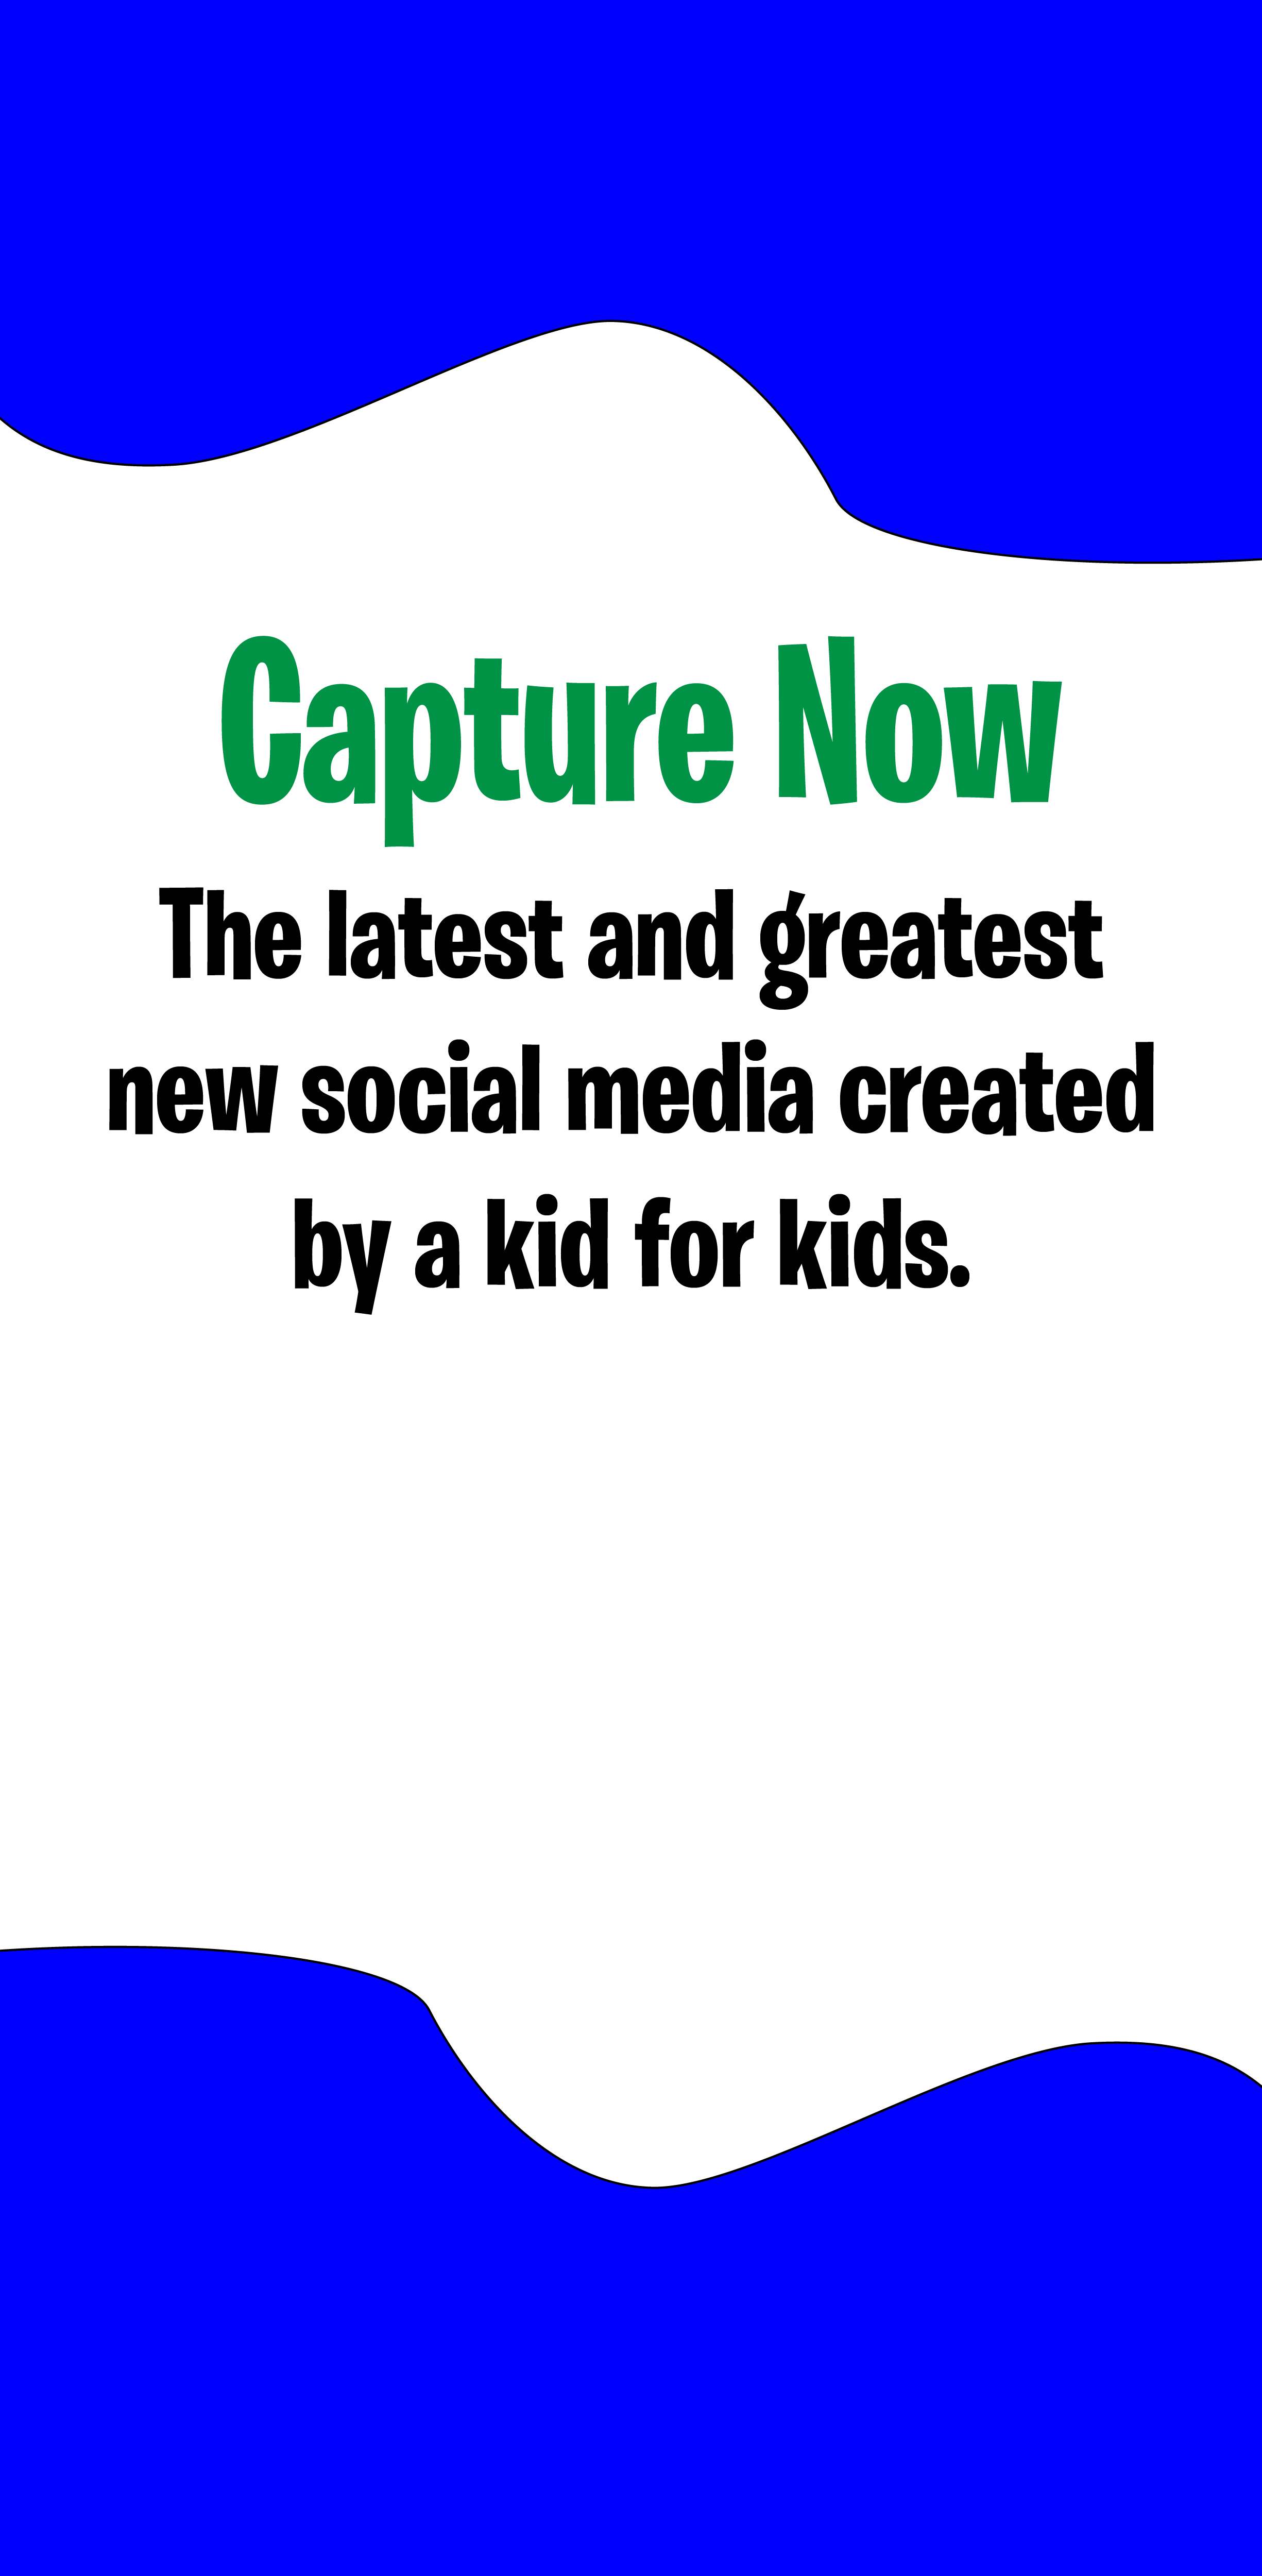 Capture Now
The latest and greatest
new social media created
by a kid for kids.